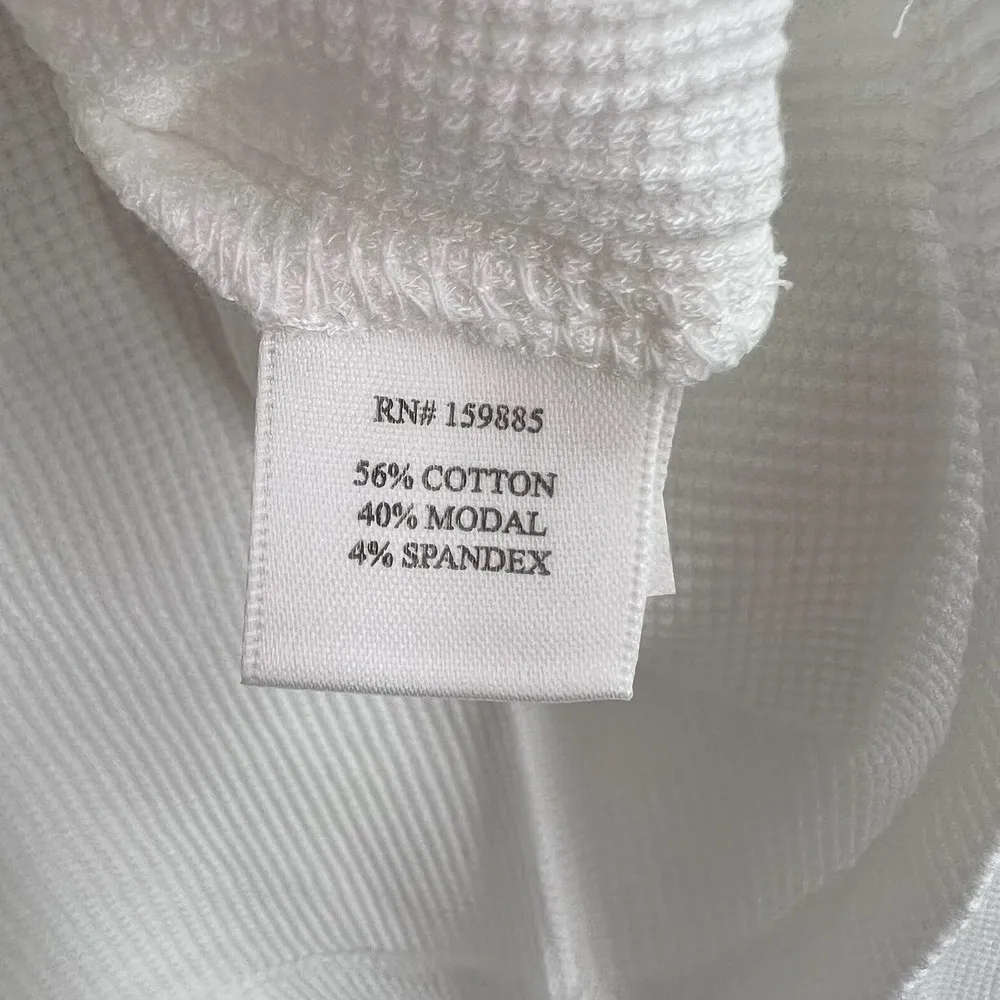 RN# 159885
56% COTTON
40% MODAL
4% SPANDEX